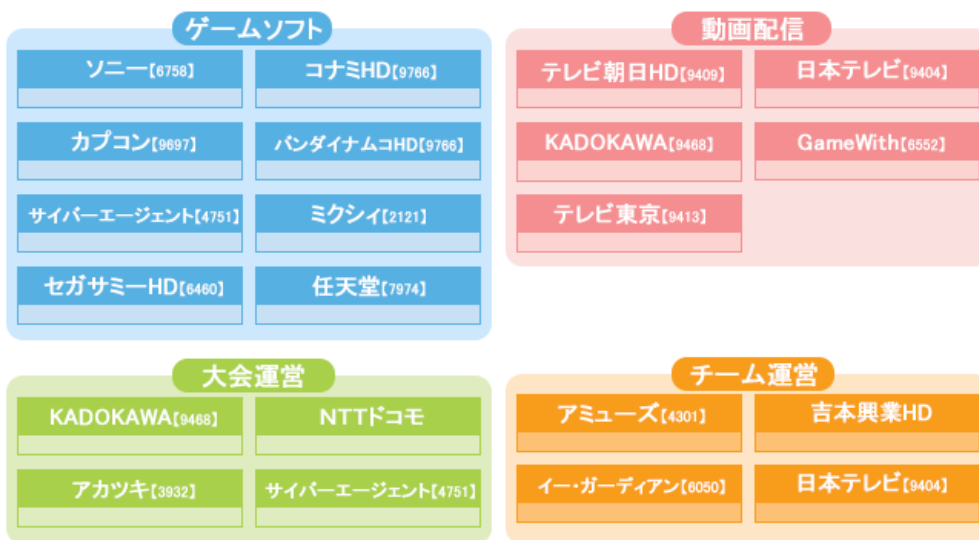 ゲームソフト
ソニー【6758】
コナミHD【9766】
カプコン【9697】
バンダイナムコHD【9766】
サイバーエージェント【4751】
ミクシィ【2121】
セガサミーHD【6460】
任天堂【7974】
動画配信
テレビ朝日HD【9409】
日本テレビ【9404】
KADOKAWA【9468】
GameWith【6552】
テレビ東京【9413】
大会運営
KADOKAWA【9468】
NTTドコモ
アカツキ【3932】
サイバーエージェント【4751】
チーム運営
アミューズ【4301】
吉本興業HD
イー・ガーディアン【6050】
日本テレビ【9404】